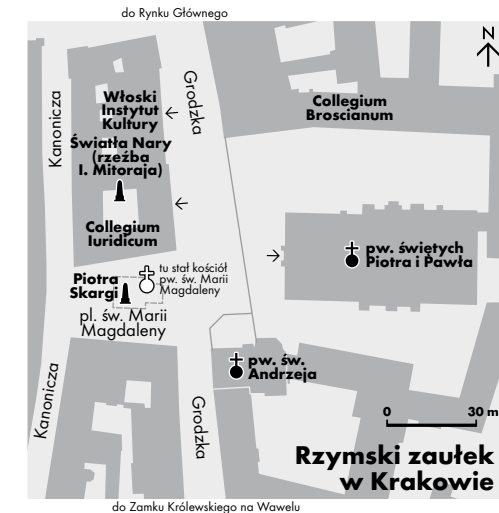 do Rynku Głównego
N
Grodzka
Kanonicza
Włoski
Instytut
Kultury
Collegium
Broscianum
Światła Nary
(rzeźba
I. Mitoraja)
Collegium
Iuridicum
pw. świętych
Piotra i Pawła
Piotra
Skargi
tu stał kościół
pw. św. Marii
Magdaleny
pl. św. Marii
Magdaleny
pw. św.
Andrzeja
Kanonicza
Grodzka
0 30 m
Rzymski zaułek
w Krakowie
do Zamku Królewskiego na Wawelu